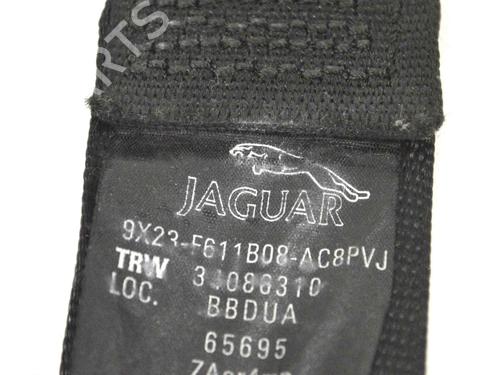 JAGUAR
9X23-F611B08-AC8PVJ
TRW 34086310
LOC. BBDUA
65695